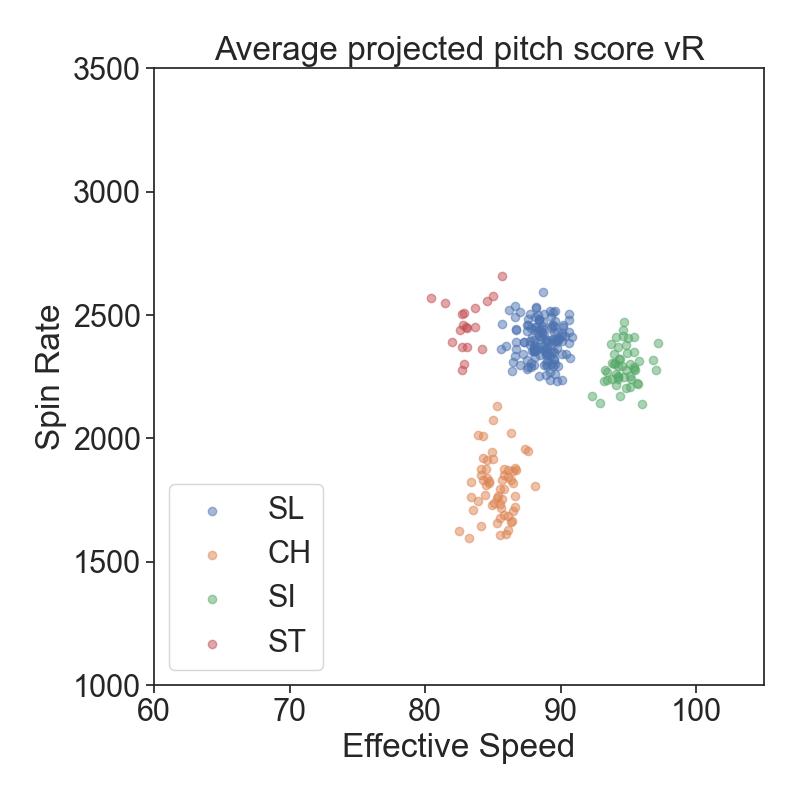 Average projected pitch score vR
3500
3000
2500
2000
1500
1000
Spin Rate
SL
CH
SI
ST
60 70 80 90 100
Effective Speed